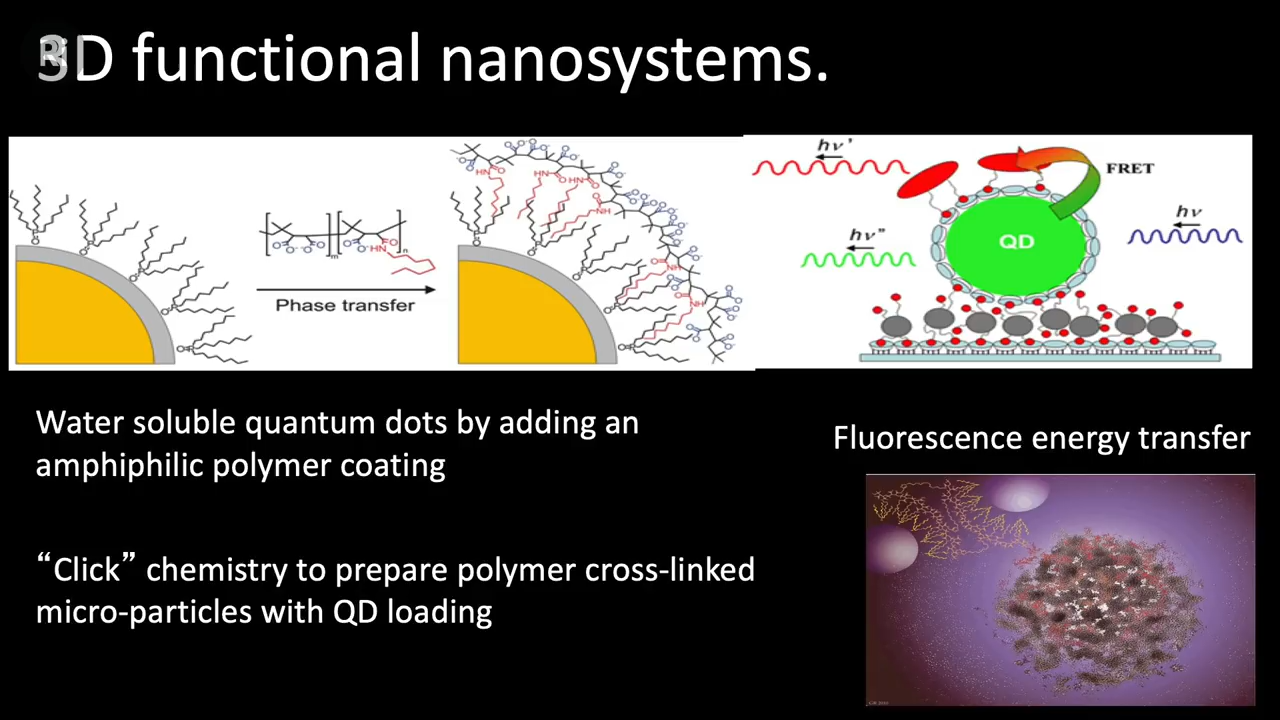 3D functional nanosystems.
Ri
Phase transfer
hν'
FRET
QD
hν
hν"
Water soluble quantum dots by adding an
amphiphilic polymer coating
Fluorescence energy transfer
“Click” chemistry to prepare polymer cross-linked
micro-particles with QD loading